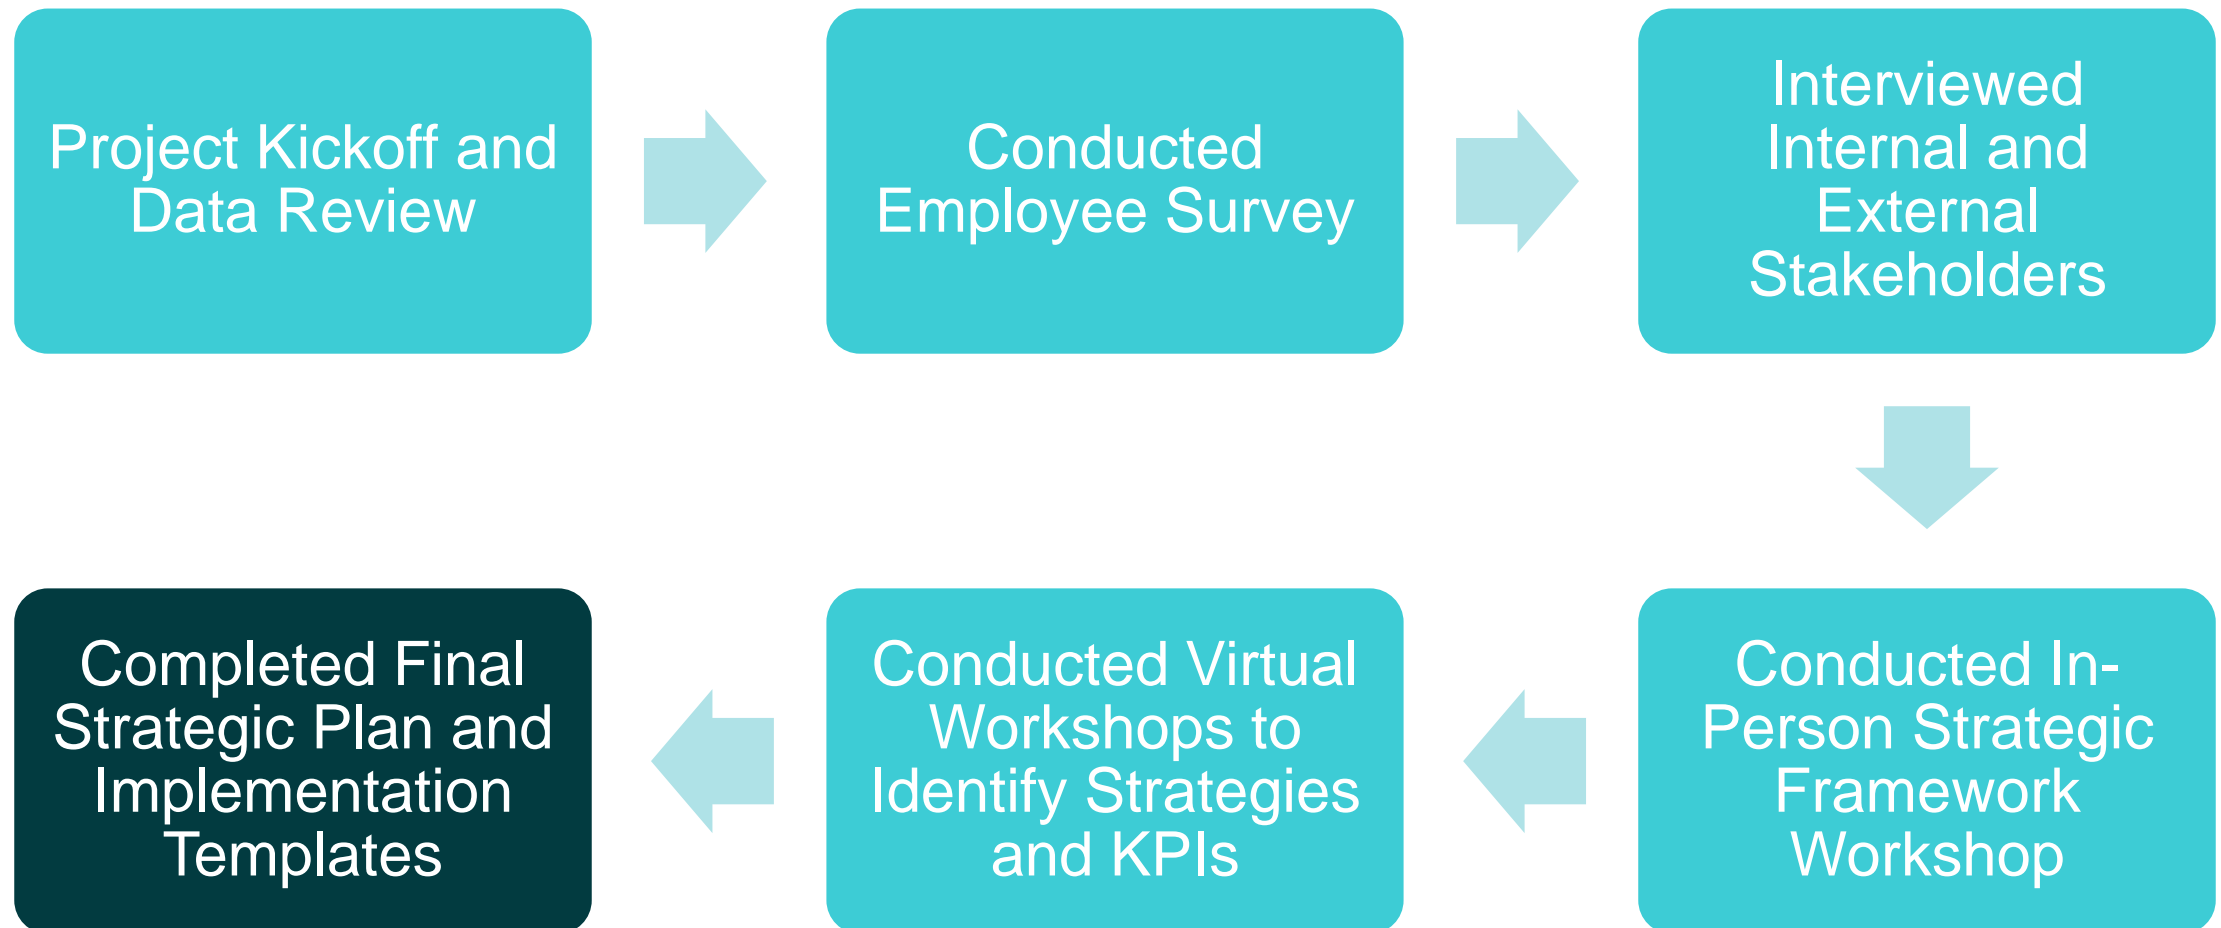 Project Kickoff and
Data Review
Conducted
Employee Survey
Interviewed
Internal and
External
Stakeholders
Conducted In-
Person Strategic
Framework
Workshop
Conducted Virtual
Workshops to
Identify Strategies
and KPIs
Completed Final
Strategic Plan and
Implementation
Templates